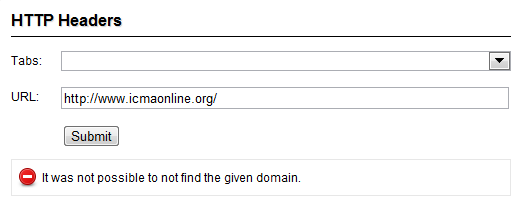 HTTP Headers
Tabs:
URL: http://www.icmaonline.org/
Submit
It was not possible to not find the given domain.